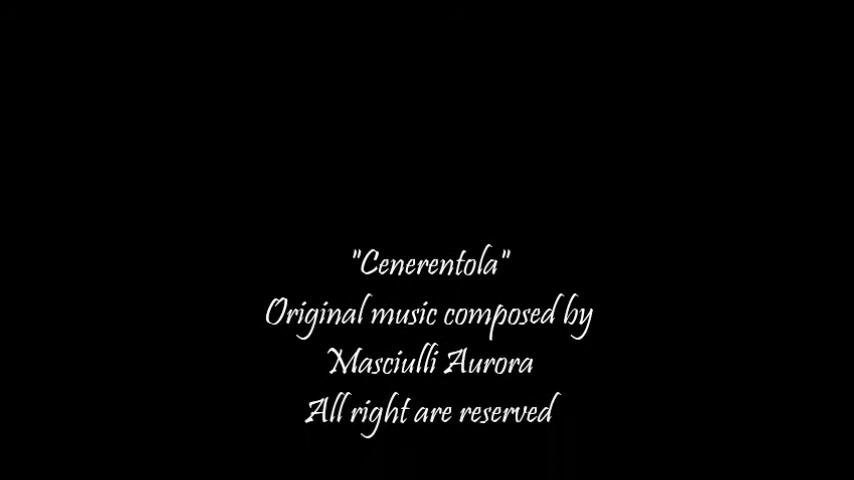 "Cenerentola"
Original music composed by
Masciulli Aurora
All right are reserved